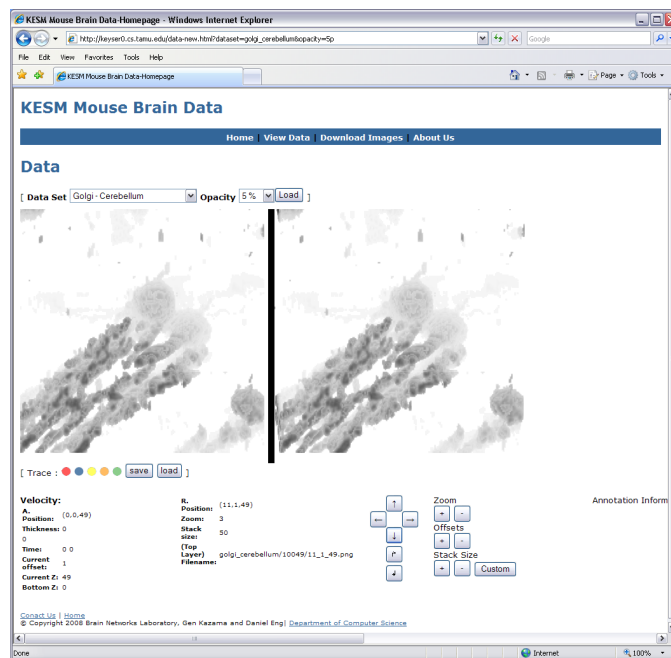 KESM Mouse Brain Data-Homepage - Windows Internet Explorer
http://keyser0.cs.tamu.edu/data-new.html?dataset=golgi_cerebellum&opacity=5p
Google
File Edit View Favorites Tools Help
KESM Mouse Brain Data-Homepage
Page Tools
KESM Mouse Brain Data
Home | View Data | Download Images | About Us
Data
[ Data Set Golgi - Cerebellum Opacity 5 % Load ]
[ Trace : save load ]
Velocity:
A. Position: (0,0,49)
Thickness: 0
0
Time: 0 0
Current offset: 1
Current Z: 49
Bottom Z: 0
R. Position: (11,1,49)
Zoom: 3
Stack size: 50
(Top Layer) Filename: golgi_cerebellum/10049/11_1_49.png
↑
← →
↓
Zoom
+ -
Offsets
+ -
Stack Size
+ - Custom
Annotation Inform
Conact Us | Home
© Copyright 2008 Brain Networks Laboratory, Gen Kazama and Daniel Eng| Department of Computer Science
Done Internet 100%